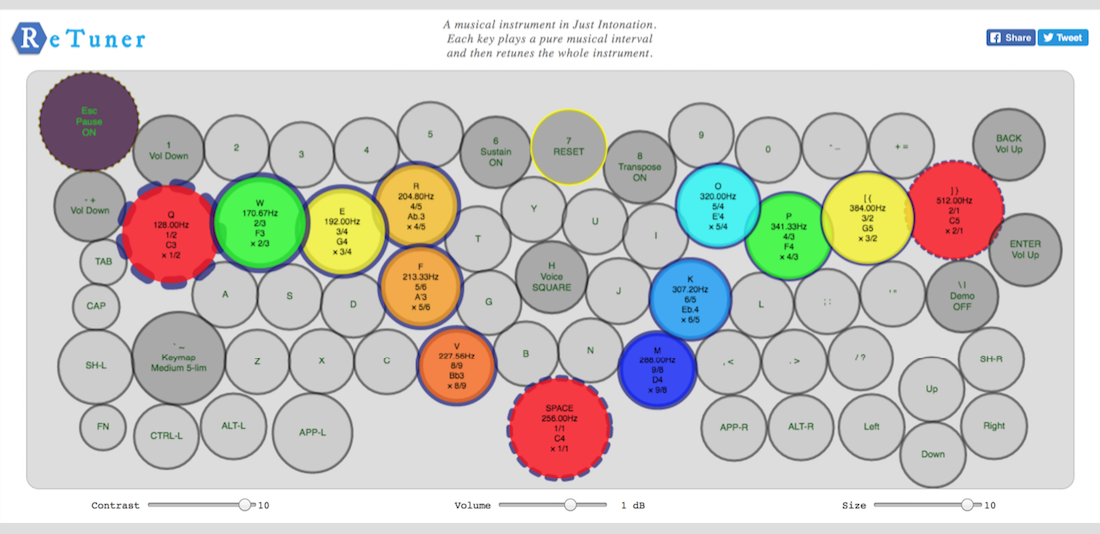 ReTuner
A musical instrument in Just Intonation.
Each key plays a pure musical interval
and then retunes the whole instrument.
Share
Tweet
Esc
Pause
ON
1
Vol Down
2
3
4
5
6
Sustain
ON
7
RESET
8
Transpose
ON
9
0
+ =
BACK
Vol Up
Vol Down
Q
128.00Hz
1/2
C3
x 1/2
W
170.67Hz
2/3
F3
x 2/3
E
192.00Hz
3/4
G4
x 3/4
R
204.80Hz
4/5
Ab.3
x 4/5
T
Y
U
I
O
320.00Hz
5/4
E'4
x 5/4
P
341.33Hz
4/3
F4
x 4/3
[ {
384.00Hz
3/2
G5
x 3/2
] }
512.00Hz
2/1
C5
x 2/1
ENTER
Vol Up
TAB
CAP
A
S
D
F
213.33Hz
5/6
A'3
x 5/6
G
H
Voice
SQUARE
J
K
307.20Hz
6/5
Eb.4
x 6/5
L
; :
\ |
Demo
OFF
SH-L
Keymap
Medium 5-lim
Z
X
C
V
227.56Hz
8/9
Bb3
x 8/9
B
N
M
288.00Hz
9/8
D4
x 9/8
, <
. >
/ ?
SH-R
Up
FN
CTRL-L
ALT-L
APP-L
SPACE
256.00Hz
1/1
C4
x 1/1
APP-R
ALT-R
Left
Down
Right
Contrast 10
Volume 1 dB
Size 10